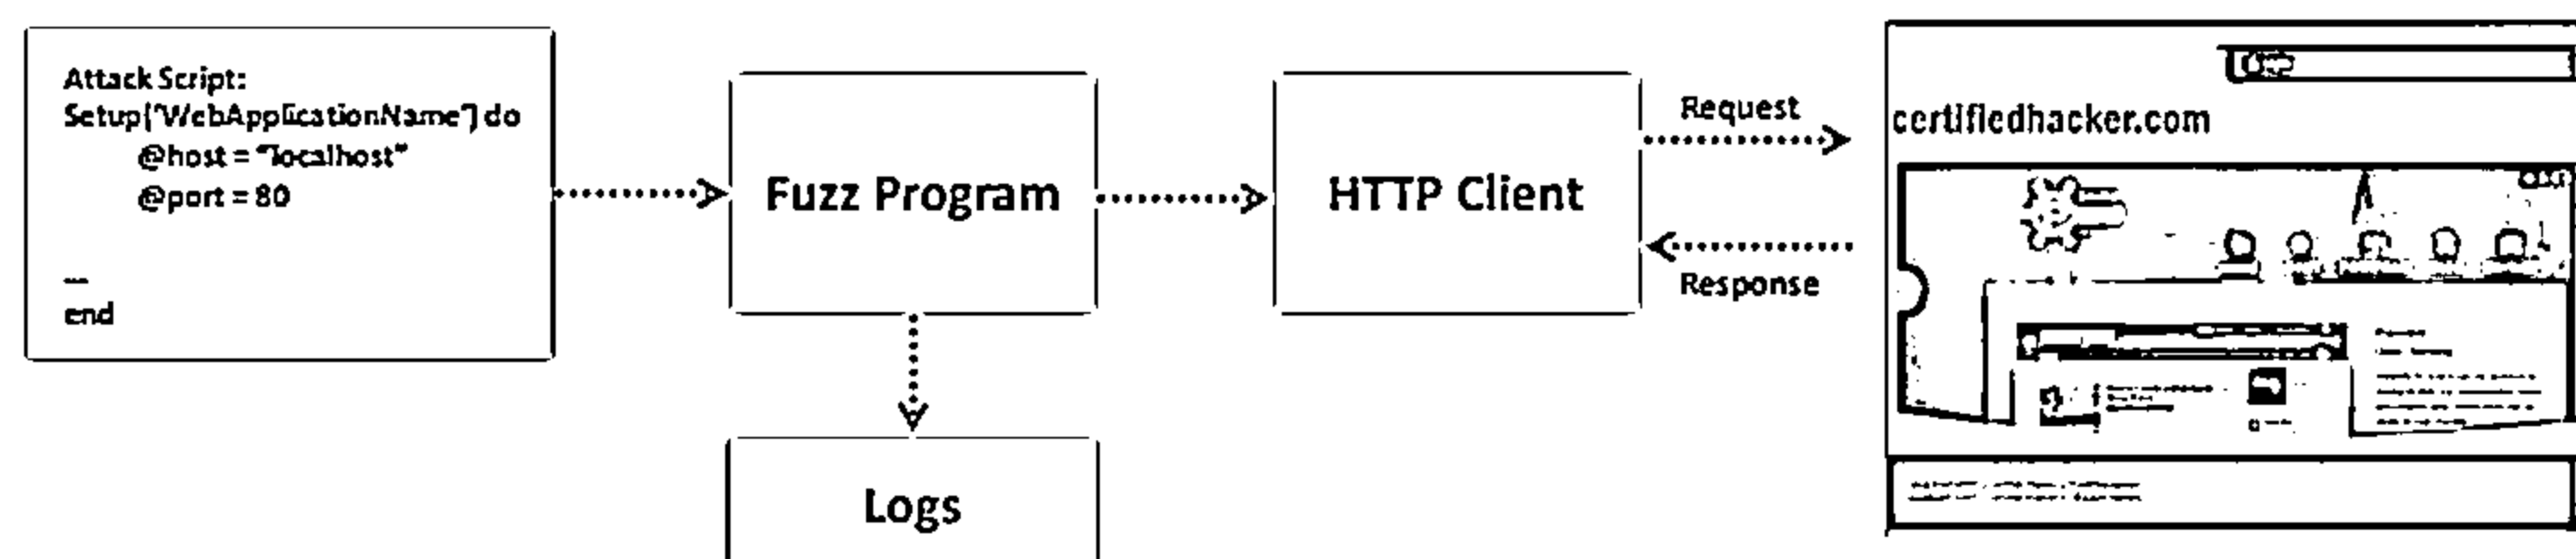 Attack Script:
Setup['WebApplicationName'] do
@host = "localhost"
@port = 80
...
end
Fuzz Program
HTTP Client
Request
Response
certifiedhacker.com
Logs